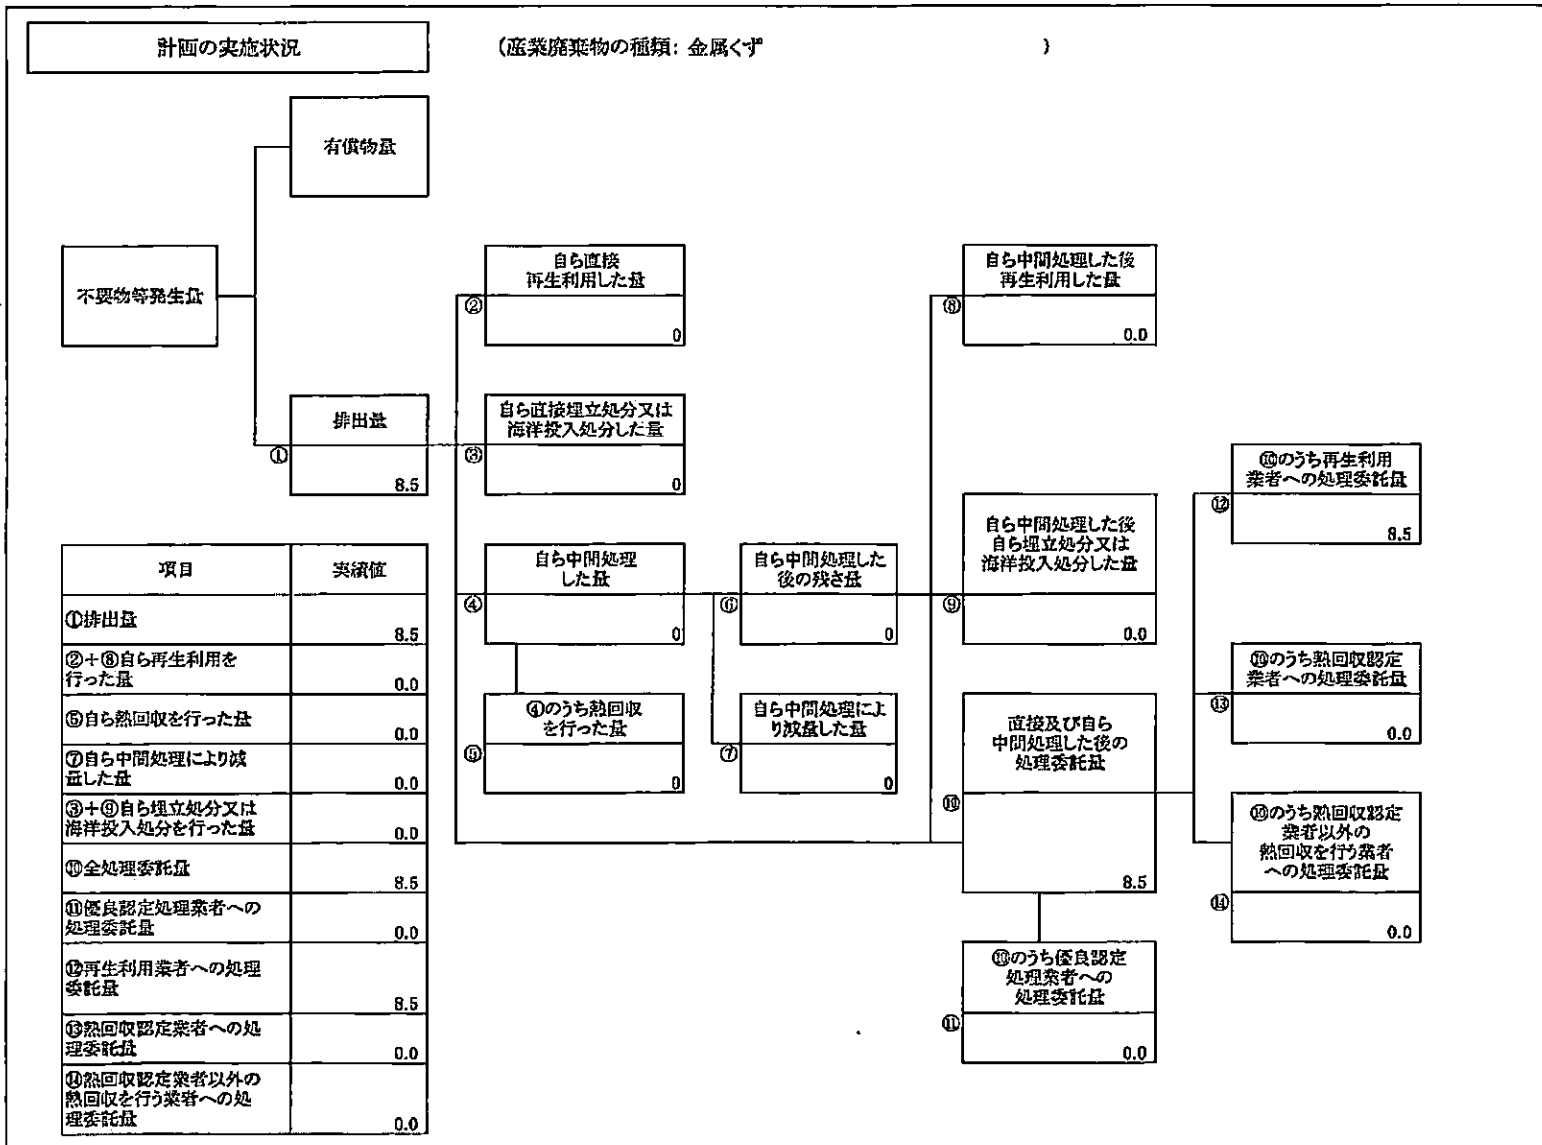 計画の実施状況
(産業廃棄物の種類: 金属くず )
有償物量
不要物等発生量
排出量
①
8.5
自ら直接
再生利用した量
②
0
自ら直接埋立処分又は
海洋投入処分した量
③
0
自ら中間処理
した量
④
0
④のうち熱回収
を行った量
⑤
0
自ら中間処理した
後の残さ量
⑥
0
自ら中間処理によ
り減量した量
⑦
0
自ら中間処理した後
再生利用した量
⑧
0.0
自ら中間処理した後
自ら埋立処分又は
海洋投入処分した量
⑨
0.0
直接及び自ら
中間処理した後の
処理委託量
⑩
8.5
⑩のうち優良認定
処理業者への
処理委託量
⑪
0.0
⑩のうち再生利用
業者への処理委託量
⑫
8.5
⑩のうち熱回収認定
業者への処理委託量
⑬
0.0
⑩のうち熱回収認定
業者以外の
熱回収を行う業者
への処理委託量
⑭
0.0
項目 実績値
①排出量
8.5
②+⑧自ら再生利用を
行った量 0.0
⑤自ら熱回収を行った量
0.0
⑦自ら中間処理により減
量した量 0.0
③+⑨自ら埋立処分又は
海洋投入処分を行った量 0.0
⑩全処理委託量
8.5
⑪優良認定処理業者への
処理委託量 0.0
⑫再生利用業者への処理
委託量
8.5
⑬熱回収認定業者への処
理委託量 0.0
⑭熱回収認定業者以外の
熱回収を行う業者への処
理委託量 0.0